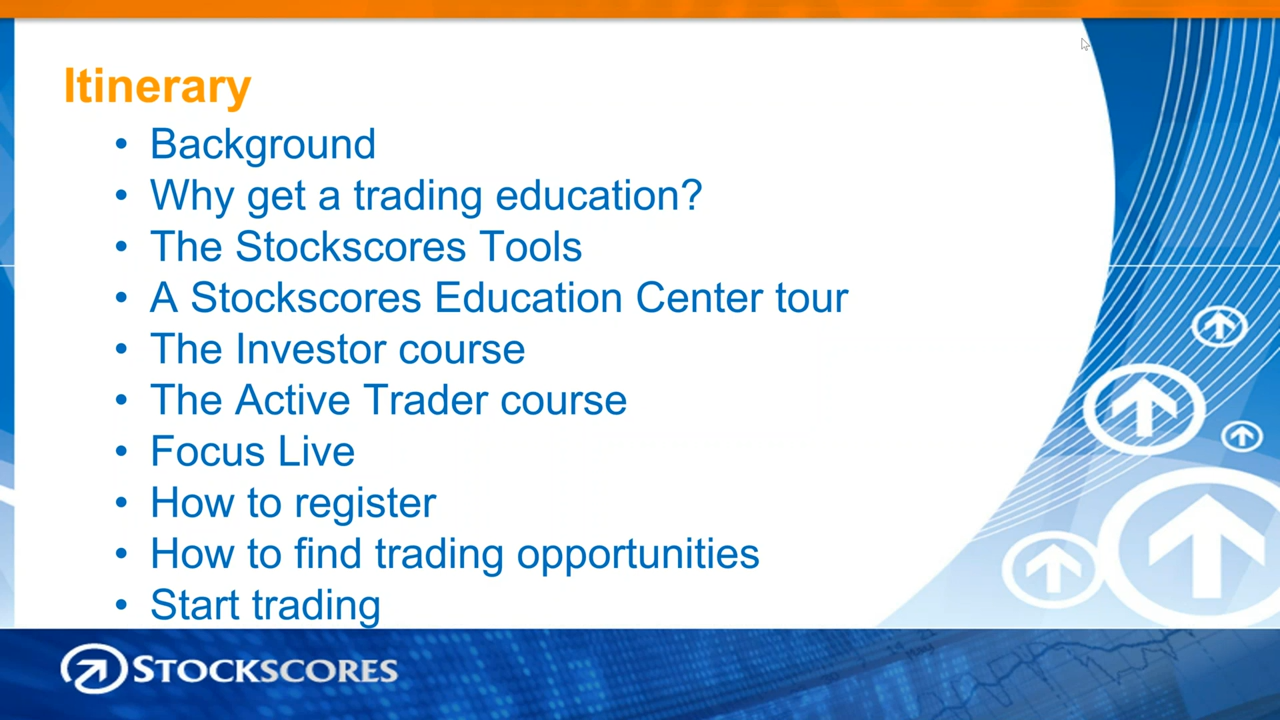 Itinerary
• Background
• Why get a trading education?
• The Stockscores Tools
• A Stockscores Education Center tour
• The Investor course
• The Active Trader course
• Focus Live
• How to register
• How to find trading opportunities
• Start trading
STOCKSCORES